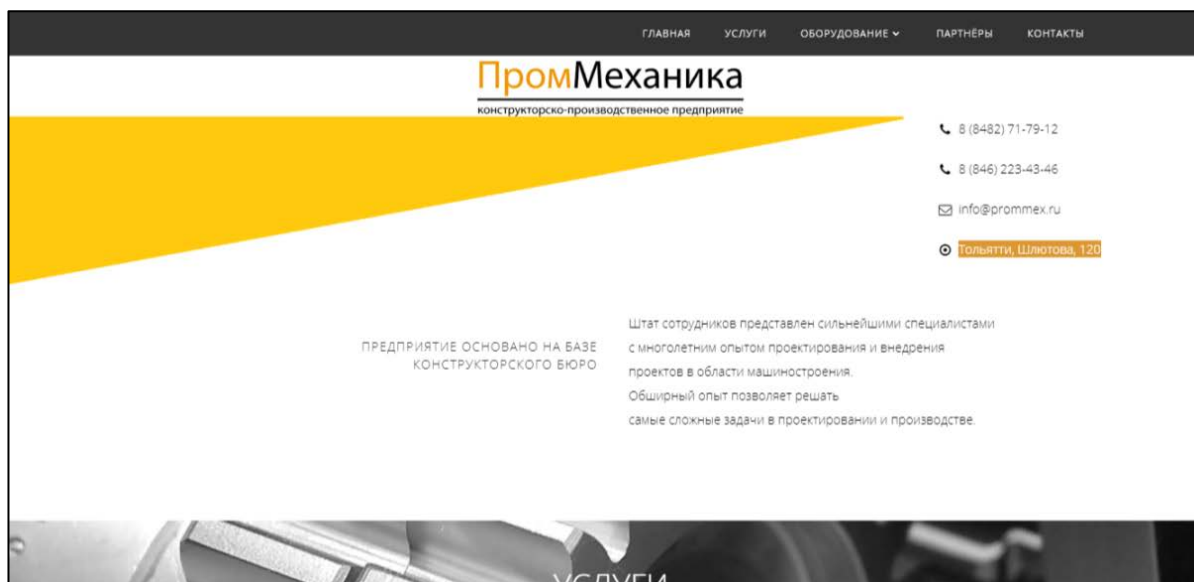 ГЛАВНАЯ УСЛУГИ ОБОРУДОВАНИЕ ПАРТНЁРЫ КОНТАКТЫ
ПромМеханика
конструкторско-производственное предприятие
8 (8482) 71-79-12
8 (846) 223-43-46
info@prommex.ru
Тольятти, Шлютова, 120
ПРЕДПРИЯТИЕ ОСНОВАНО НА БАЗЕ
КОНСТРУКТОРСКОГО БЮРО
Штат сотрудников представлен сильнейшими специалистами
с многолетним опытом проектирования и внедрения
проектов в области машиностроения.
Обширный опыт позволяет решать
самые сложные задачи в проектировании и производстве.
УСЛУГИ